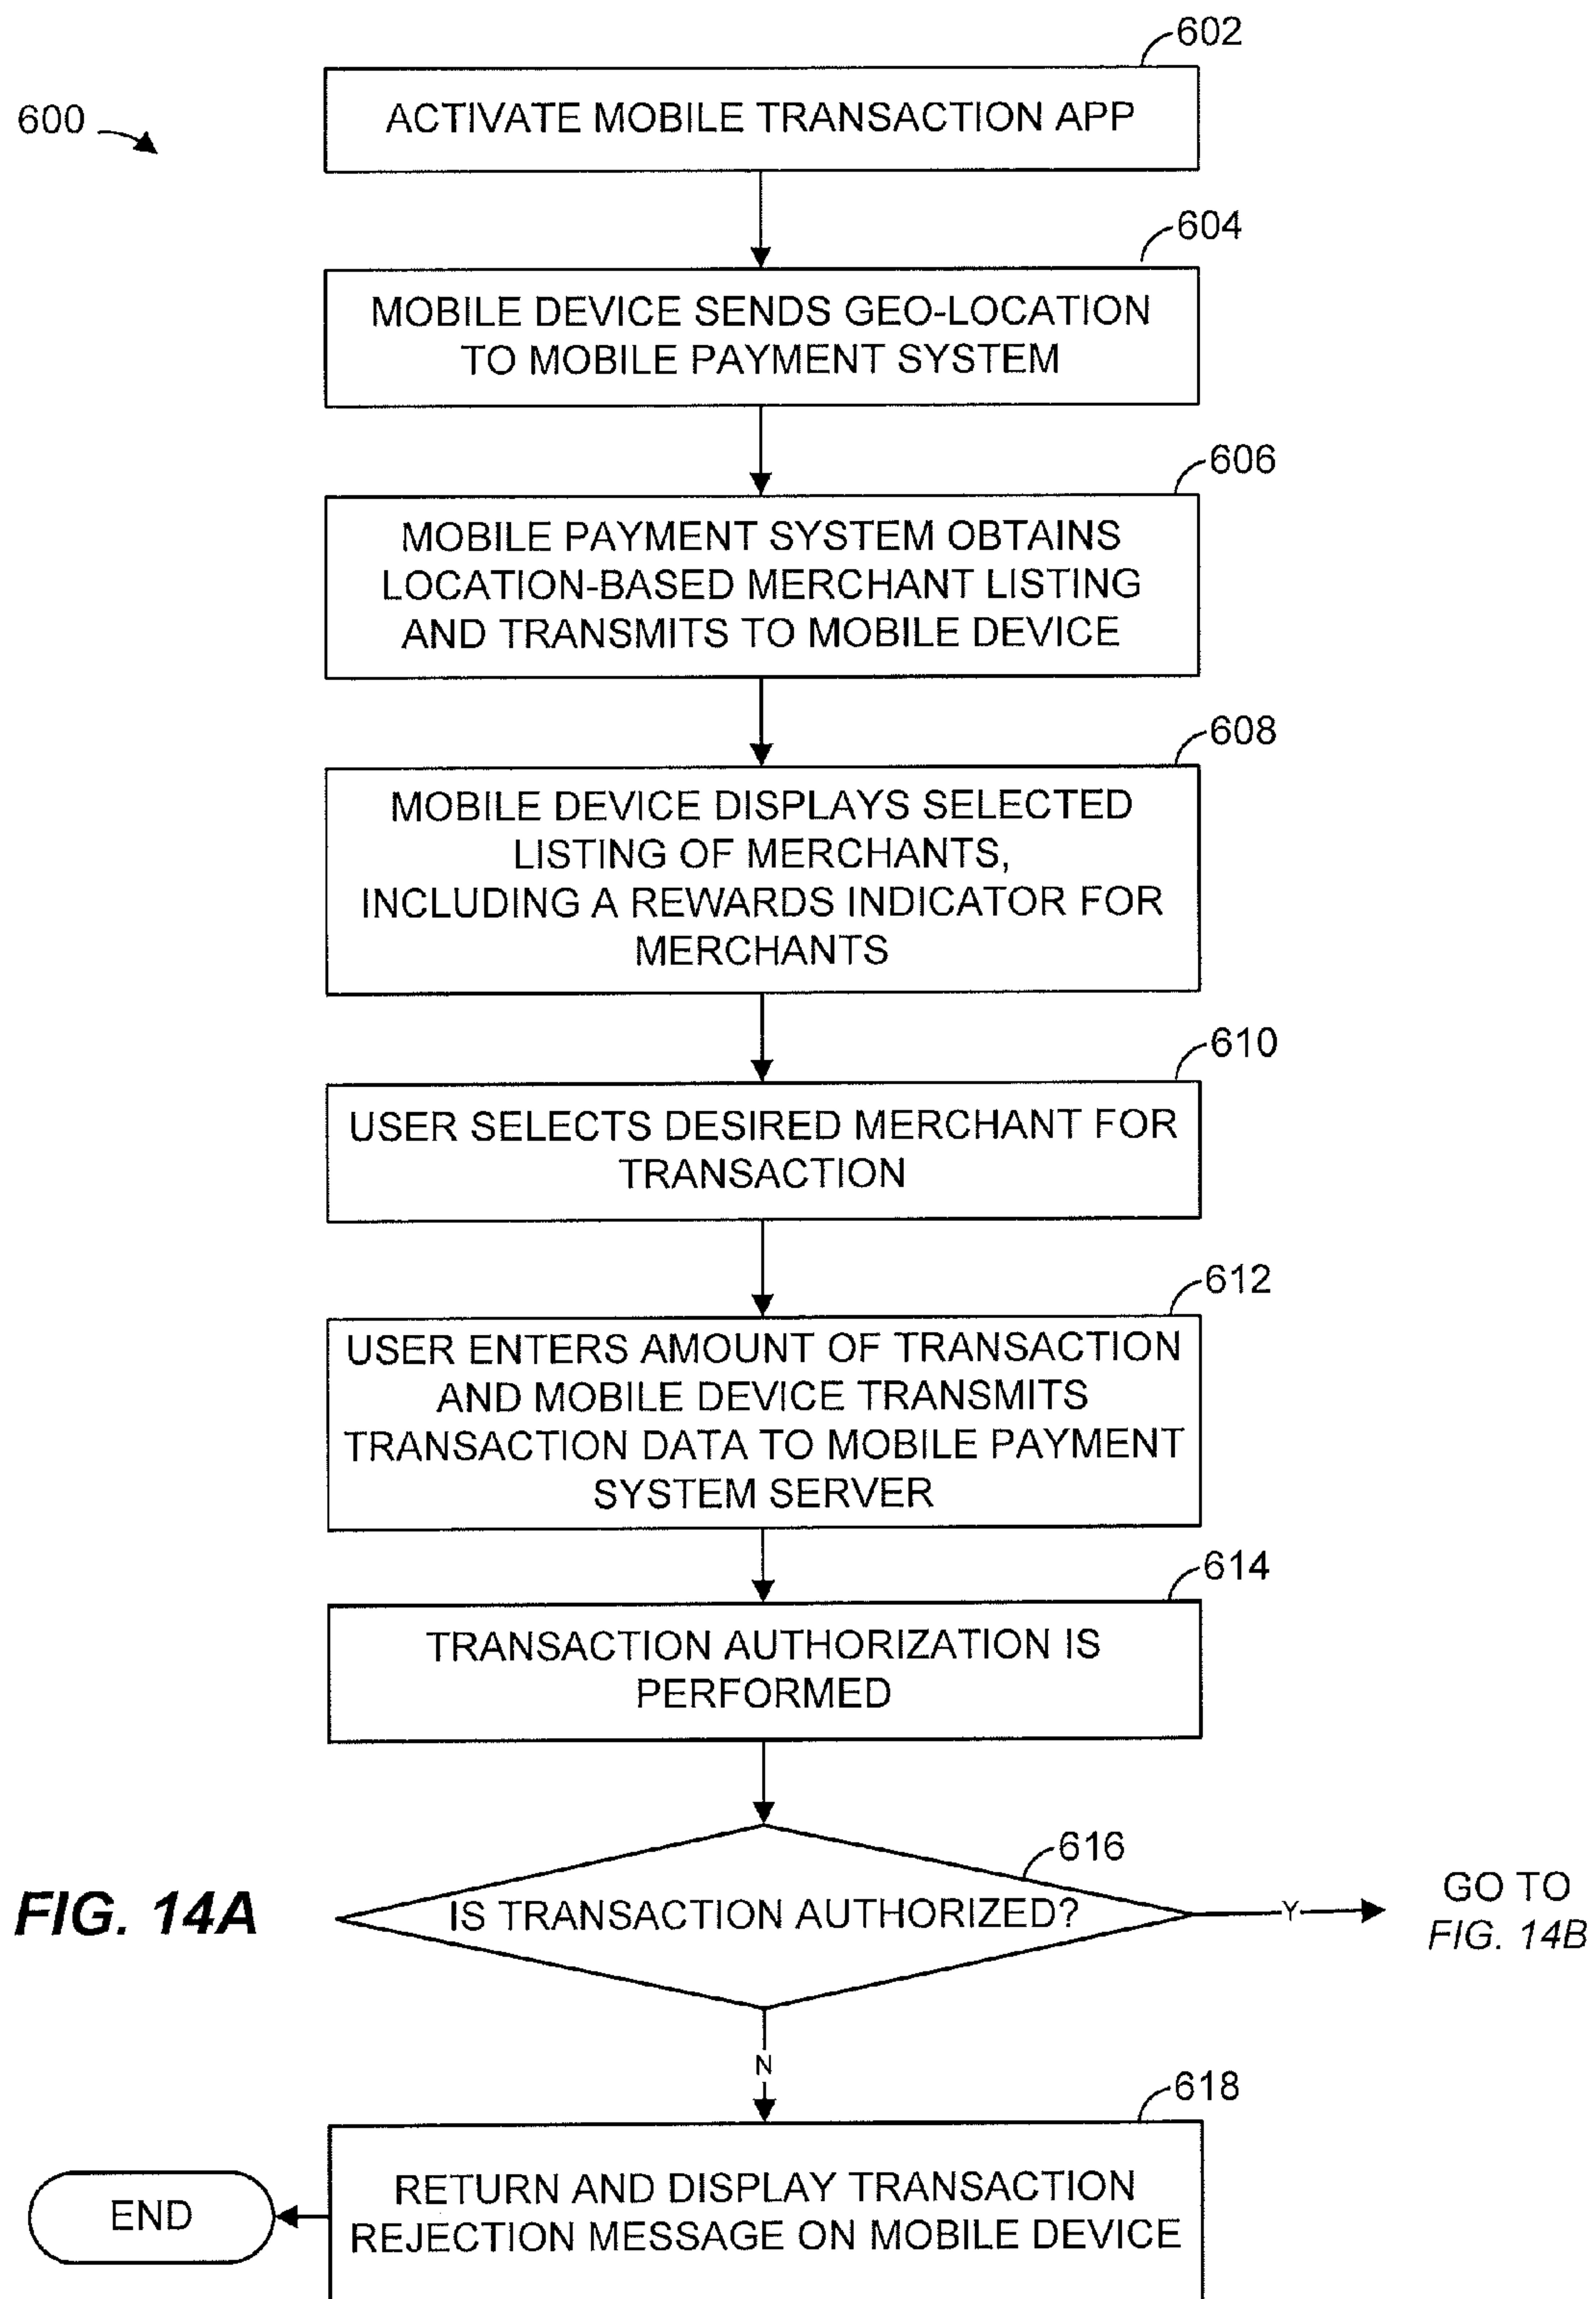 602
600
ACTIVATE MOBILE TRANSACTION APP
604
MOBILE DEVICE SENDS GEO-LOCATION
TO MOBILE PAYMENT SYSTEM
606
MOBILE PAYMENT SYSTEM OBTAINS
LOCATION-BASED MERCHANT LISTING
AND TRANSMITS TO MOBILE DEVICE
608
MOBILE DEVICE DISPLAYS SELECTED
LISTING OF MERCHANTS,
INCLUDING A REWARDS INDICATOR FOR
MERCHANTS
610
USER SELECTS DESIRED MERCHANT FOR
TRANSACTION
612
USER ENTERS AMOUNT OF TRANSACTION
AND MOBILE DEVICE TRANSMITS
TRANSACTION DATA TO MOBILE PAYMENT
SYSTEM SERVER
614
TRANSACTION AUTHORIZATION IS
PERFORMED
616
FIG. 14A
IS TRANSACTION AUTHORIZED?
Y
GO TO
FIG. 14B
N
618
RETURN AND DISPLAY TRANSACTION
REJECTION MESSAGE ON MOBILE DEVICE
END